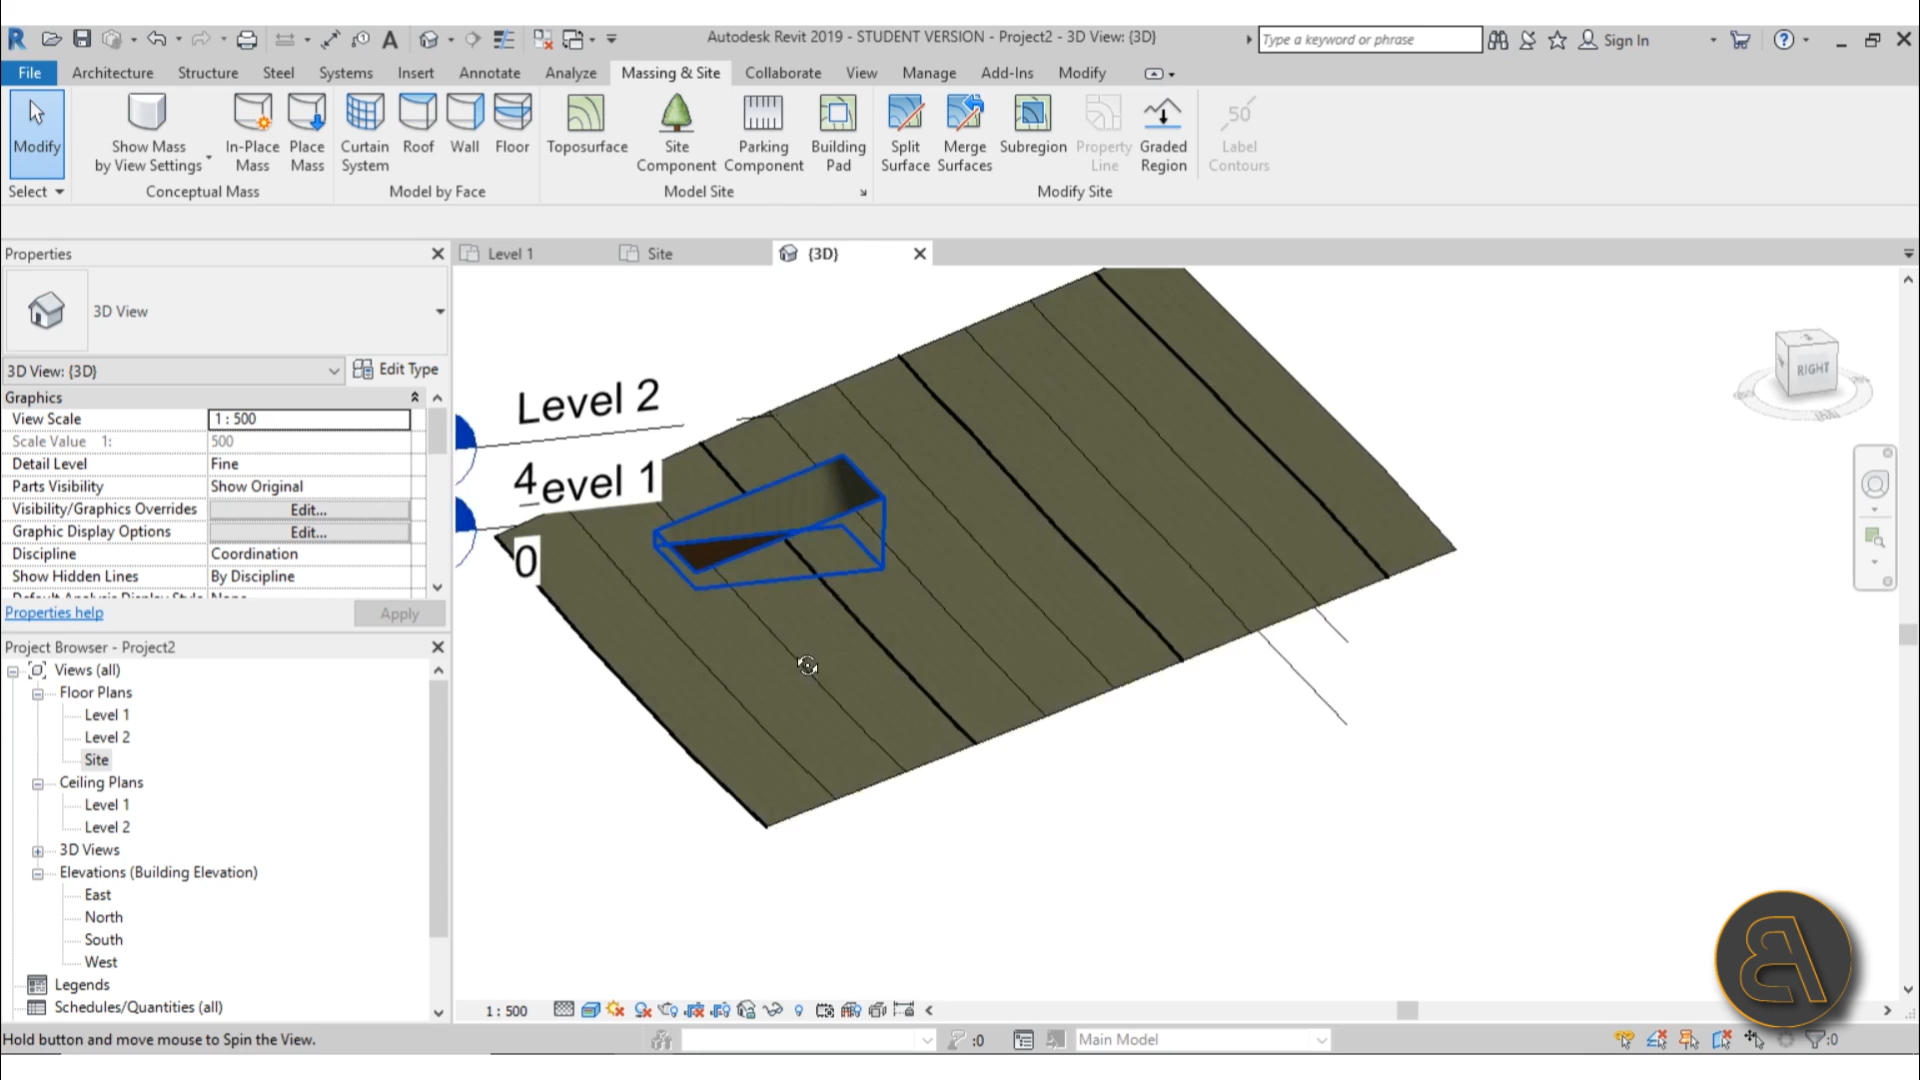 Autodesk Revit 2019 - STUDENT VERSION - Project2 - 3D View: {3D}
Type a keyword or phrase
Sign In
File Architecture Structure Steel Systems Insert Annotate Analyze Massing & Site Collaborate View Manage Add-Ins Modify
Modify
Show Mass
by View Settings
In-Place
Mass
Place
Mass
Curtain
System
Roof
Wall
Floor
Toposurface
Site
Component
Parking
Component
Building
Pad
Split
Surface
Merge
Surfaces
Subregion
Property
Line
Graded
Region
50
Label
Contours
Select Conceptual Mass Model by Face Model Site Modify Site
Properties
Level 1 Site {3D}
3D View
3D View: {3D} Edit Type
Graphics
View Scale 1 : 500
Scale Value 1: 500
Detail Level Fine
Parts Visibility Show Original
Visibility/Graphics Overrides Edit...
Graphic Display Options Edit...
Discipline Coordination
Show Hidden Lines By Discipline
Properties help Apply
Project Browser - Project2
Views (all)
Floor Plans
Level 1
Level 2
Site
Ceiling Plans
Level 1
Level 2
3D Views
Elevations (Building Elevation)
East
North
South
West
Legends
Schedules/Quantities (all)
Level 2
4evel 1
0
RIGHT
1 : 500
Hold button and move mouse to Spin the View.
:0
Main Model
:0